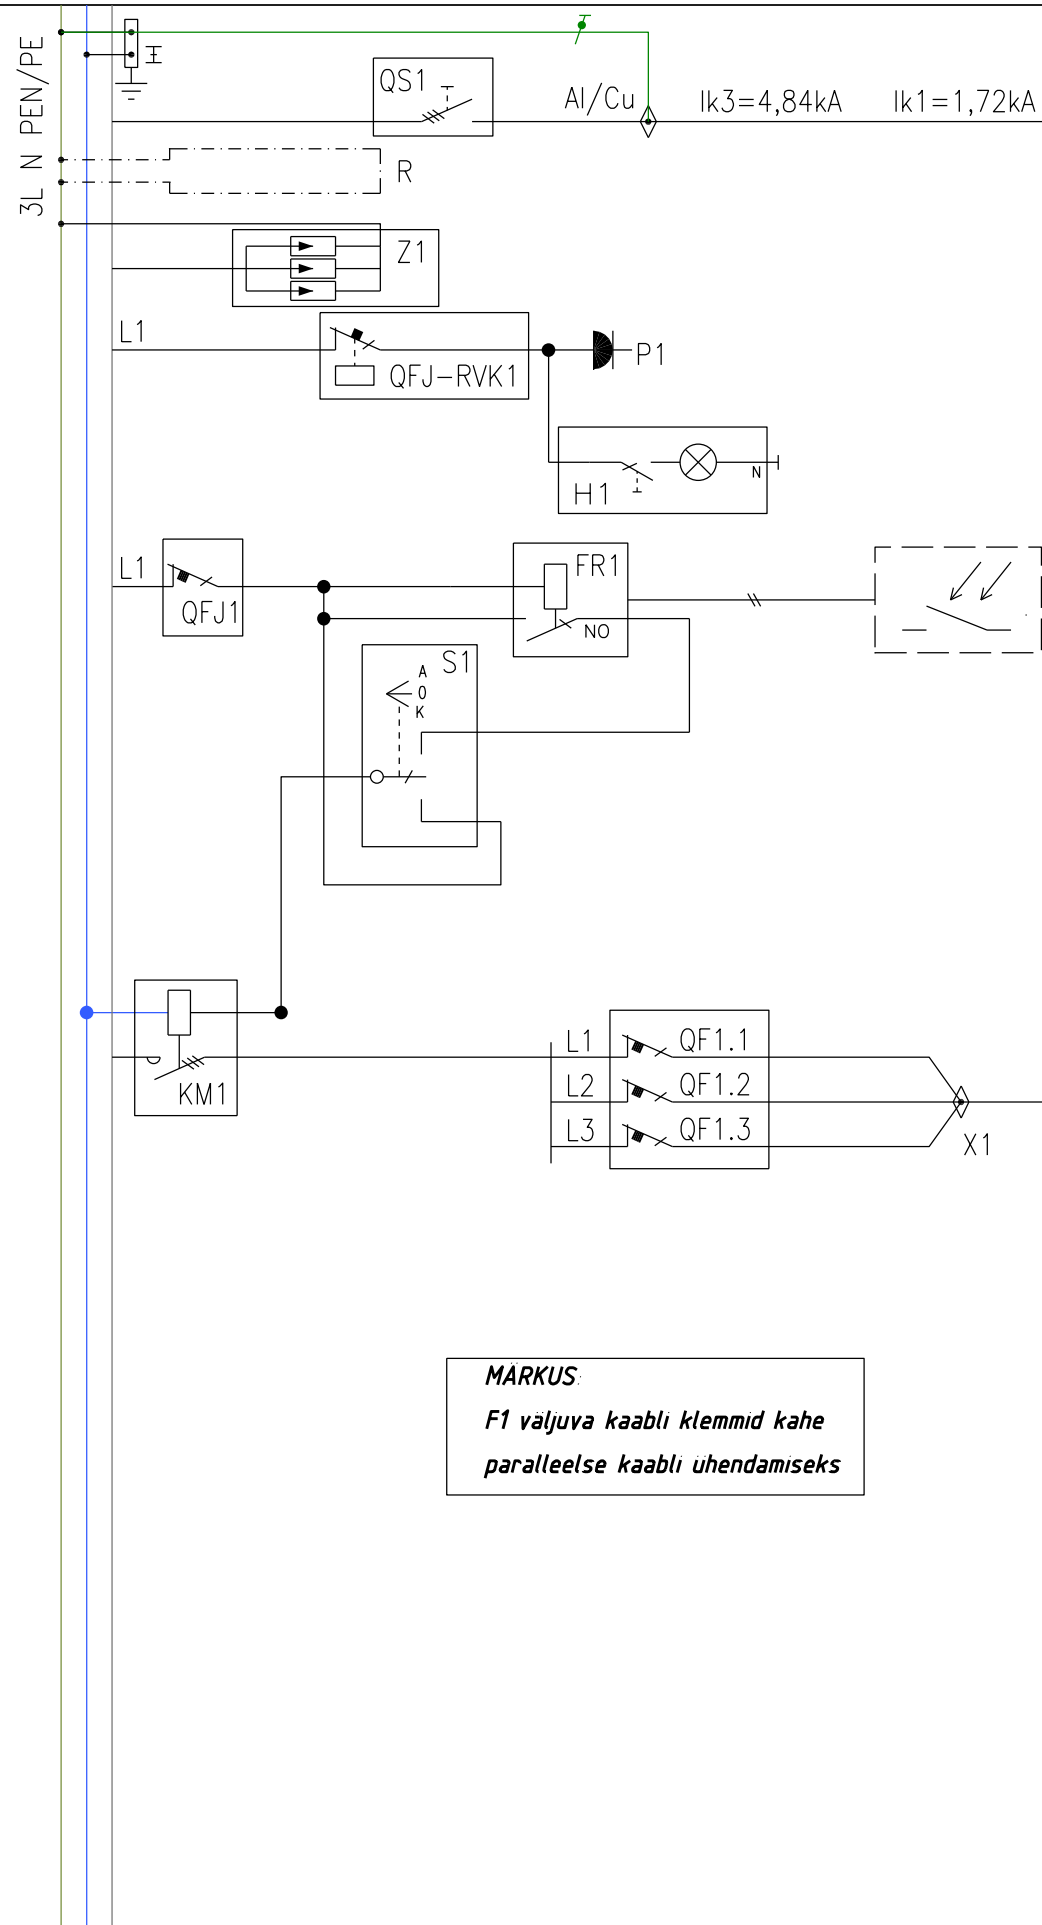 3L N PEN/PE
QS1
Al/Cu
Ik3=4,84kA
Ik1=1,72kA
R
Z1
L1
QFJ-RVK1
P1
H1
N
L1
QFJ1
FR1
NO
S1
A
0
K
KM1
L1
QF1.1
L2
QF1.2
L3
QF1.3
X1
MÄRKUS:
F1 väljuva kaabli klemmid kahe
paralleelse kaabli ühendamiseks